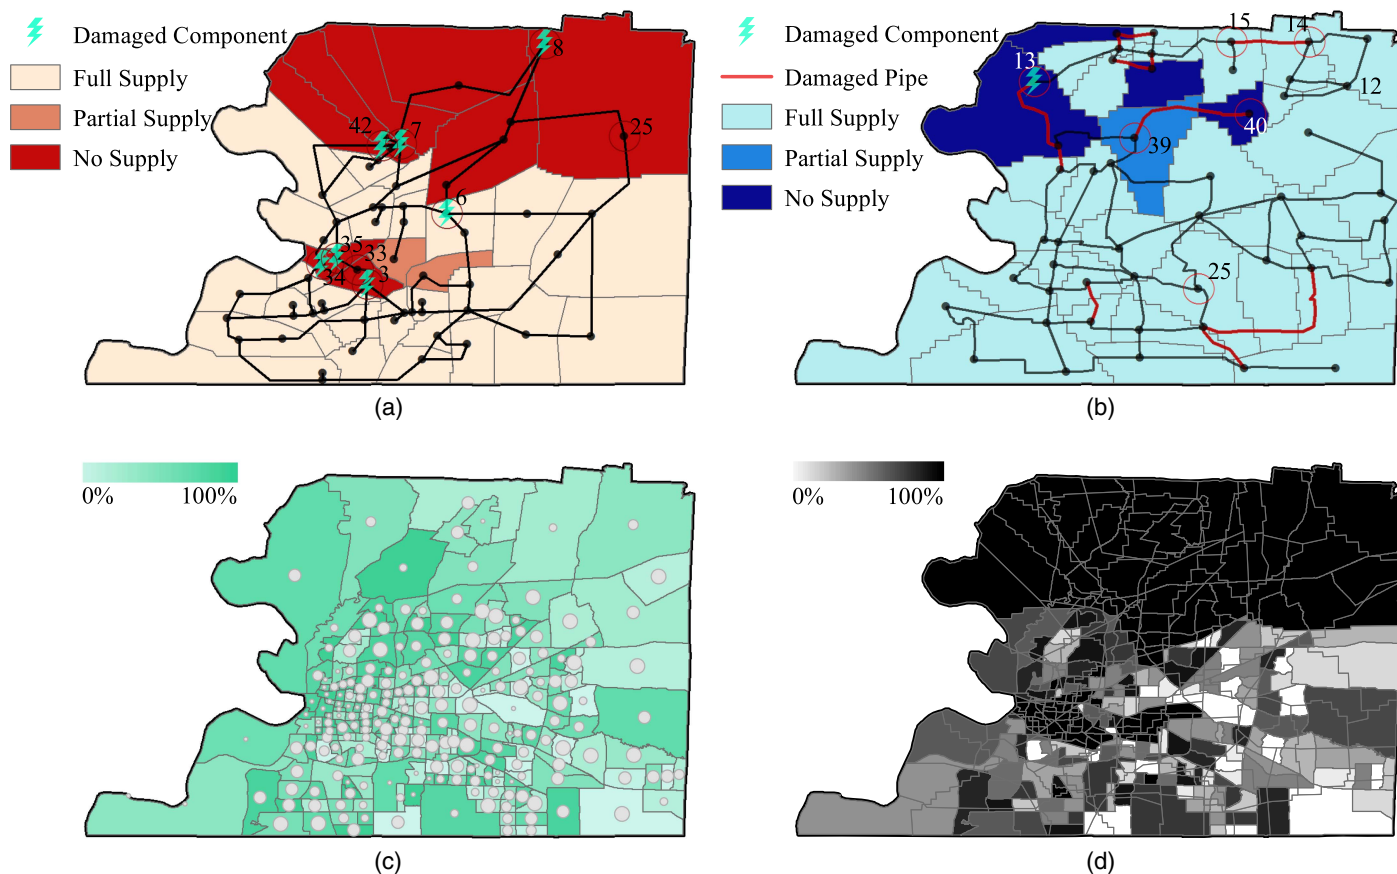 Damaged Component
Full Supply
Partial Supply
No Supply
8
42
7
25
6
35
33
34
3
(a)
Damaged Component
Damaged Pipe
Full Supply
Partial Supply
No Supply
15
14
13
12
40
39
25
(b)
0% 100%
(c)
0% 100%
(d)